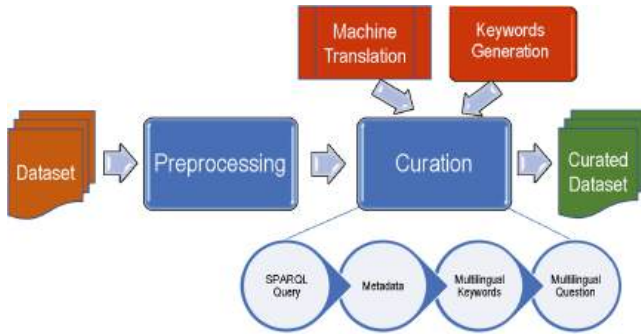 Machine
Translation
Keywords
Generation
Dataset
Preprocessing
Curation
Curated
Dataset
SPARQL
Query
Metadata
Multilingual
Keywords
Multilingual
Question